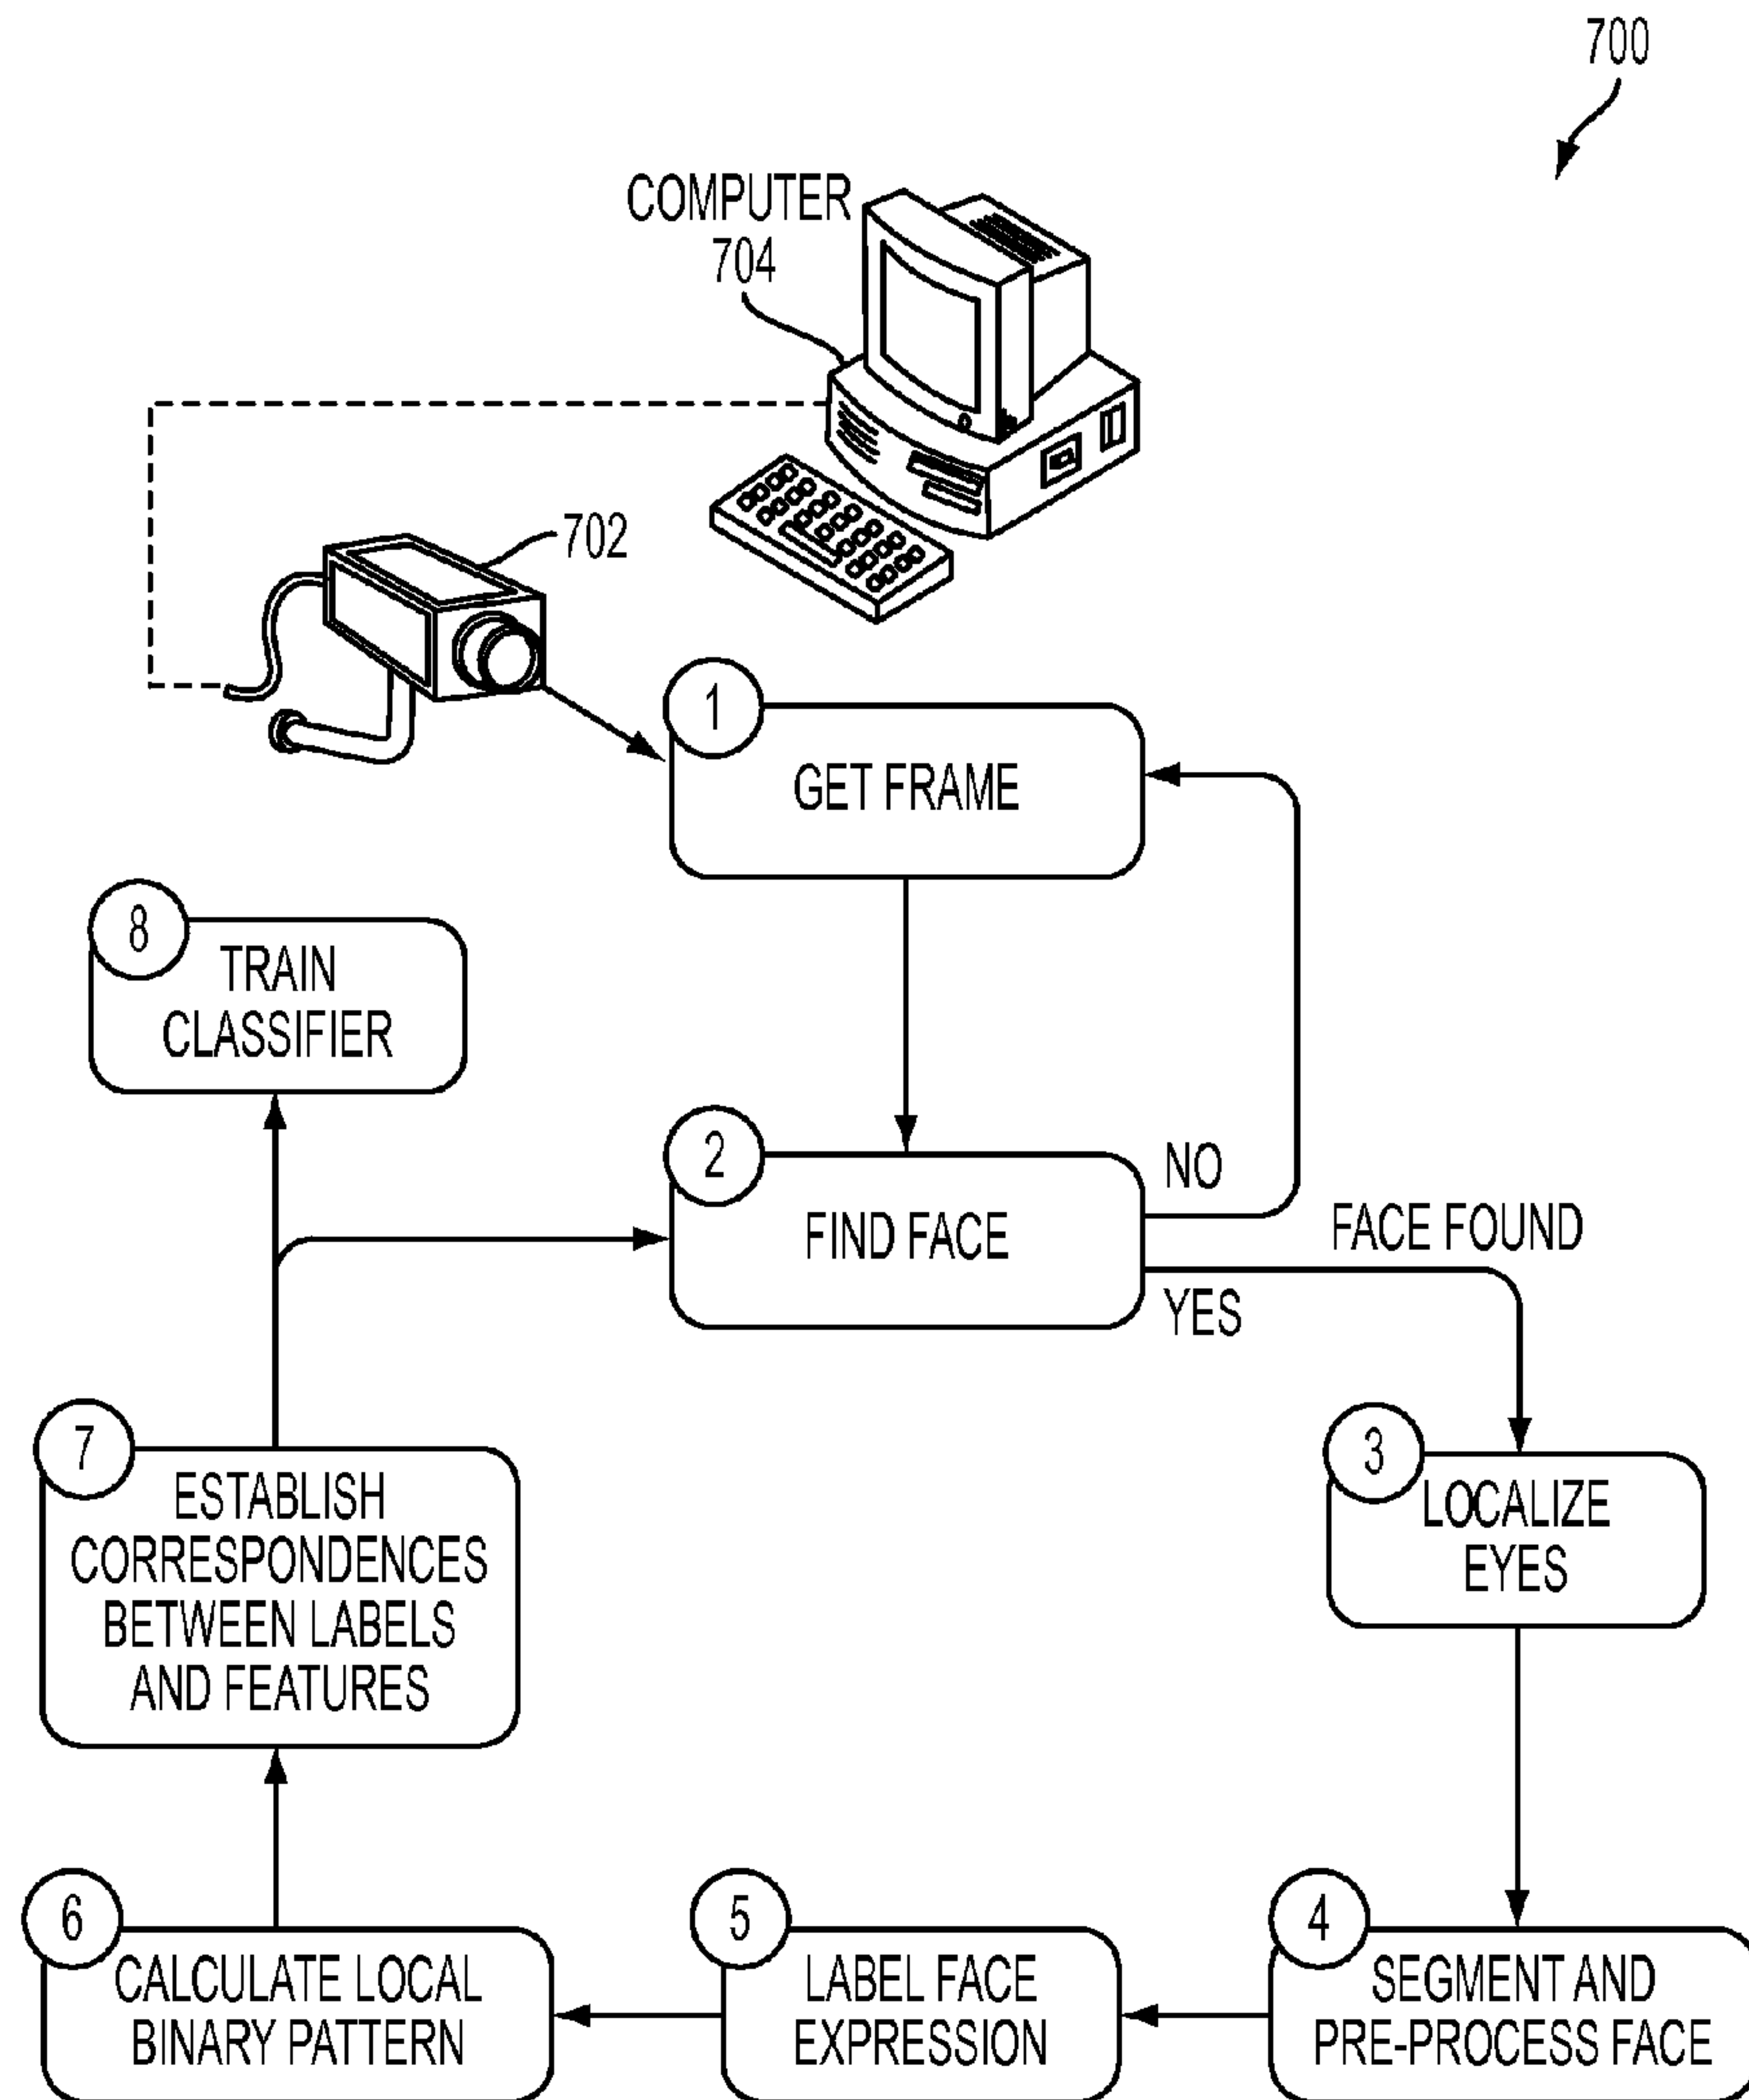 700
COMPUTER
704
702
1
GET FRAME
8
TRAIN
CLASSIFIER
2
FIND FACE
NO
YES
FACE FOUND
3
LOCALIZE
EYES
7
ESTABLISH
CORRESPONDENCES
BETWEEN LABELS
AND FEATURES
6
CALCULATE LOCAL
BINARY PATTERN
5
LABEL FACE
EXPRESSION
4
SEGMENT AND
PRE-PROCESS FACE